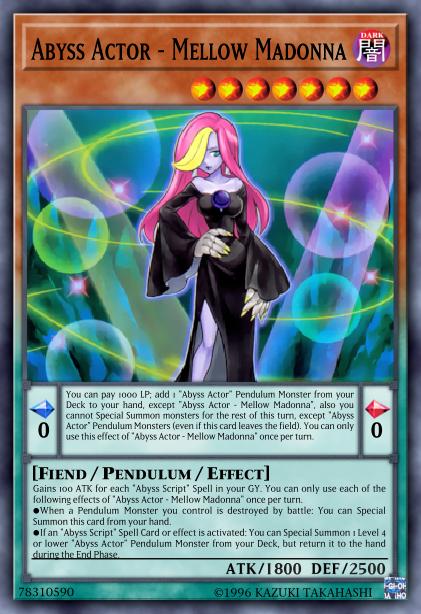 Abyss Actor - Mellow Madonna
DARK
闇
You can pay 1000 LP; add 1 "Abyss Actor" Pendulum Monster from your
Deck to your hand, except "Abyss Actor - Mellow Madonna", also you
cannot Special Summon monsters for the rest of this turn, except "Abyss
Actor" Pendulum Monsters (even if this card leaves the field). You can only
use this effect of "Abyss Actor - Mellow Madonna" once per turn.
0
0
[Fiend / Pendulum / Effect]
Gains 100 ATK for each "Abyss Script" Spell in your GY. You can only use each of the
following effects of "Abyss Actor - Mellow Madonna" once per turn.
●When a Pendulum Monster you control is destroyed by battle: You can Special
Summon this card from your hand.
●If an "Abyss Script" Spell Card or effect is activated: You can Special Summon 1 Level 4
or lower "Abyss Actor" Pendulum Monster from your Deck, but return it to the hand
during the End Phase.
ATK/1800 DEF/2500
78310590
©1996 KAZUKI TAKAHASHI